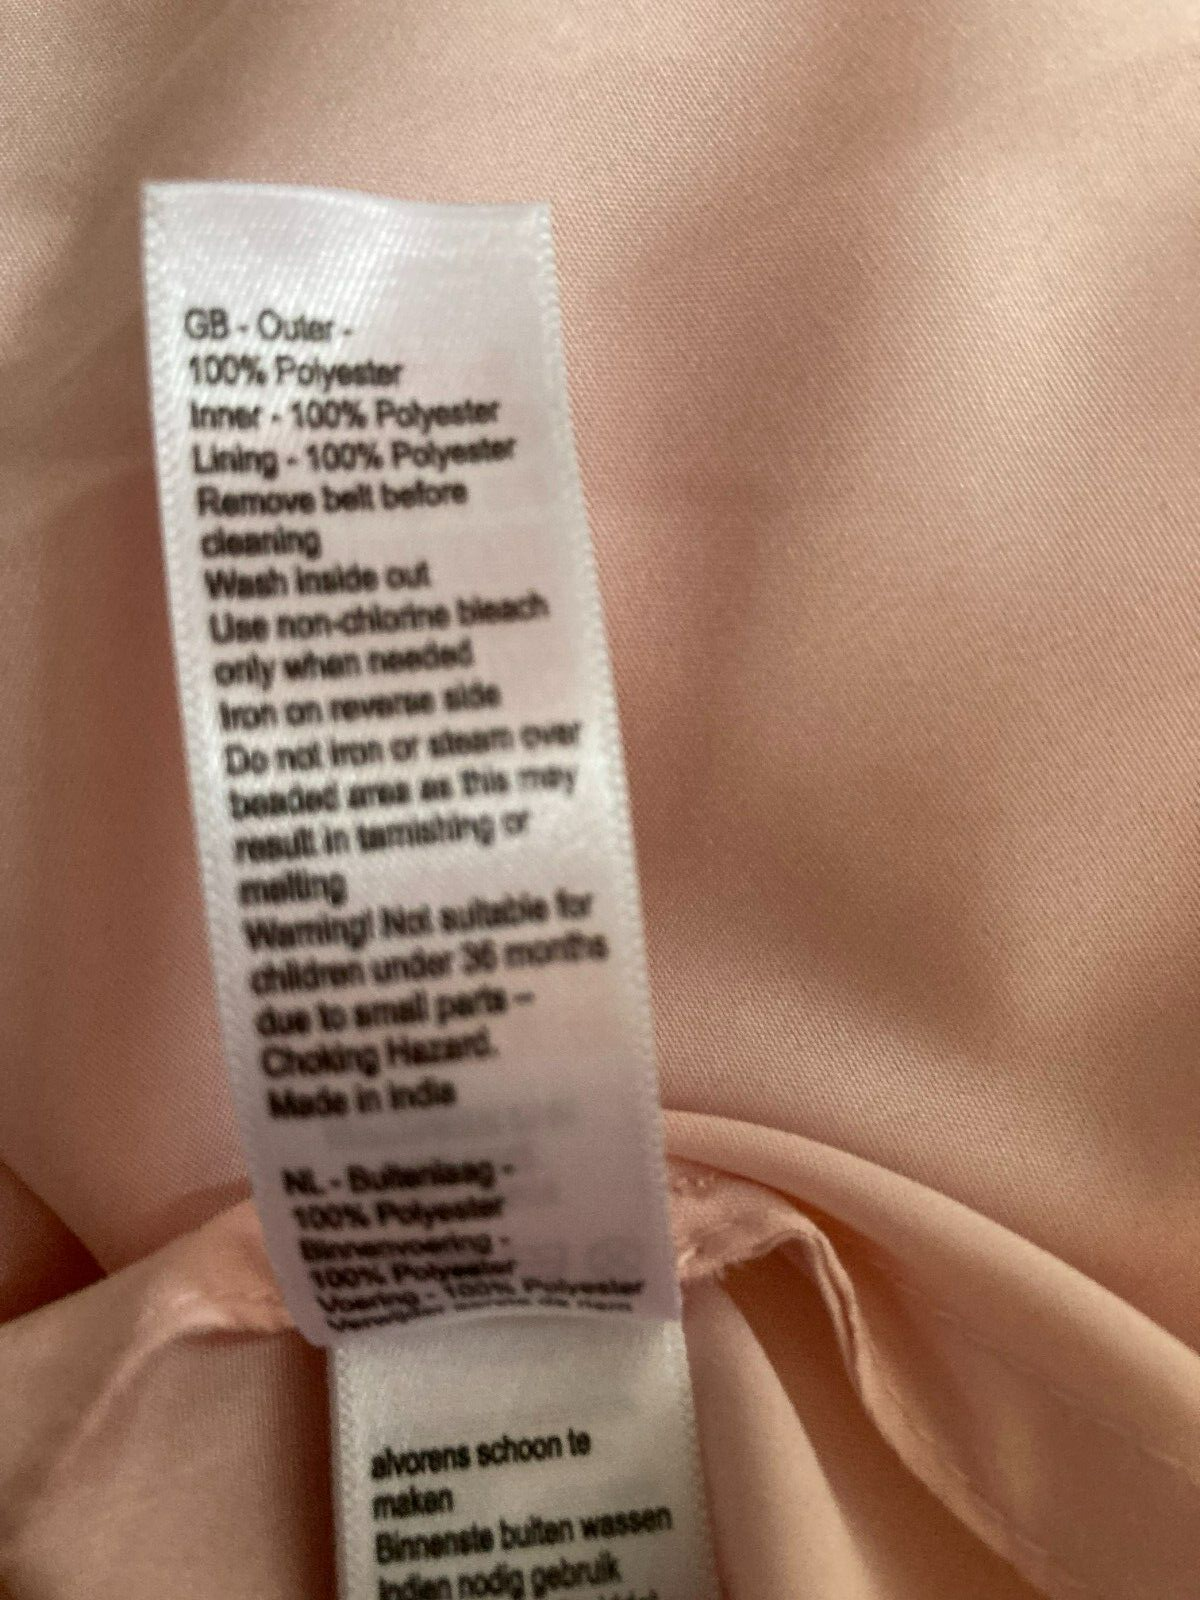 GB - Outer -
100% Polyester
Inner - 100% Polyester
Lining - 100% Polyester
Remove belt before
cleaning
Wash inside out
Use non-chlorine bleach
only when needed
Iron on reverse side
Do not iron or steam over
beaded area as this may
result in tarnishing or
melting
Warning! Not suitable for
children under 36 months
due to small parts –
Choking Hazard.
Made in India
NL - Buitenlaag -
100% Polyester
Binnenvoering -
100% Polyester
Voering - 100% Polyester
Verwijder
alvorens schoon te
maken
Binnenste buiten wassen
Indien nodig gebruik